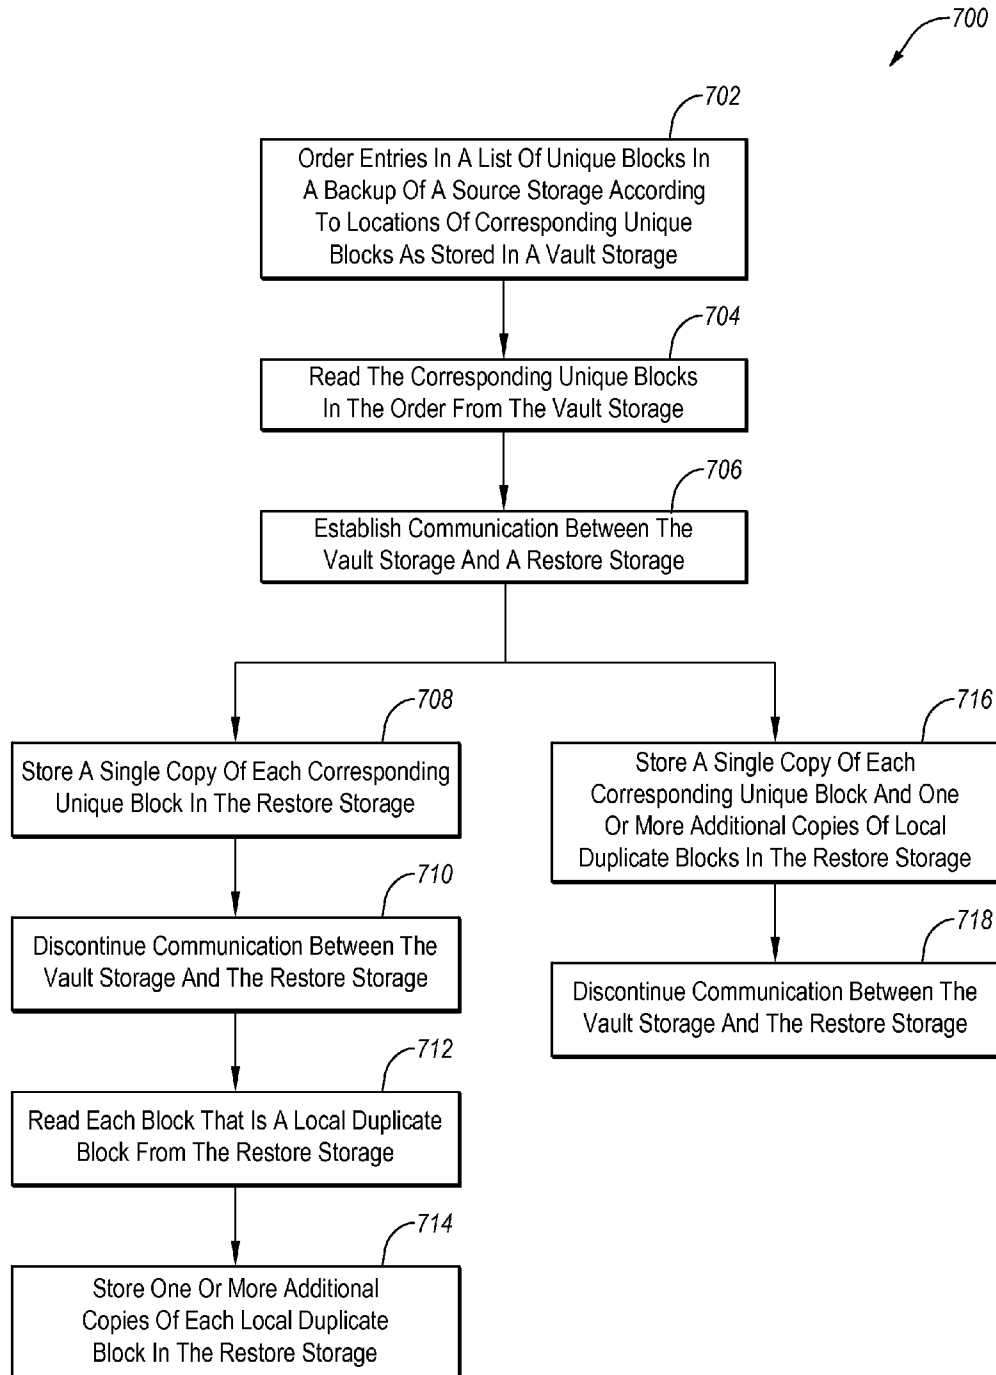 700
702
Order Entries In A List Of Unique Blocks In
A Backup Of A Source Storage According
To Locations Of Corresponding Unique
Blocks As Stored In A Vault Storage
704
Read The Corresponding Unique Blocks
In The Order From The Vault Storage
706
Establish Communication Between The
Vault Storage And A Restore Storage
708
Store A Single Copy Of Each Corresponding
Unique Block In The Restore Storage
710
Discontinue Communication Between The
Vault Storage And The Restore Storage
712
Read Each Block That Is A Local Duplicate
Block From The Restore Storage
714
Store One Or More Additional
Copies Of Each Local Duplicate
Block In The Restore Storage
716
Store A Single Copy Of Each
Corresponding Unique Block And One
Or More Additional Copies Of Local
Duplicate Blocks In The Restore Storage
718
Discontinue Communication Between The
Vault Storage And The Restore Storage